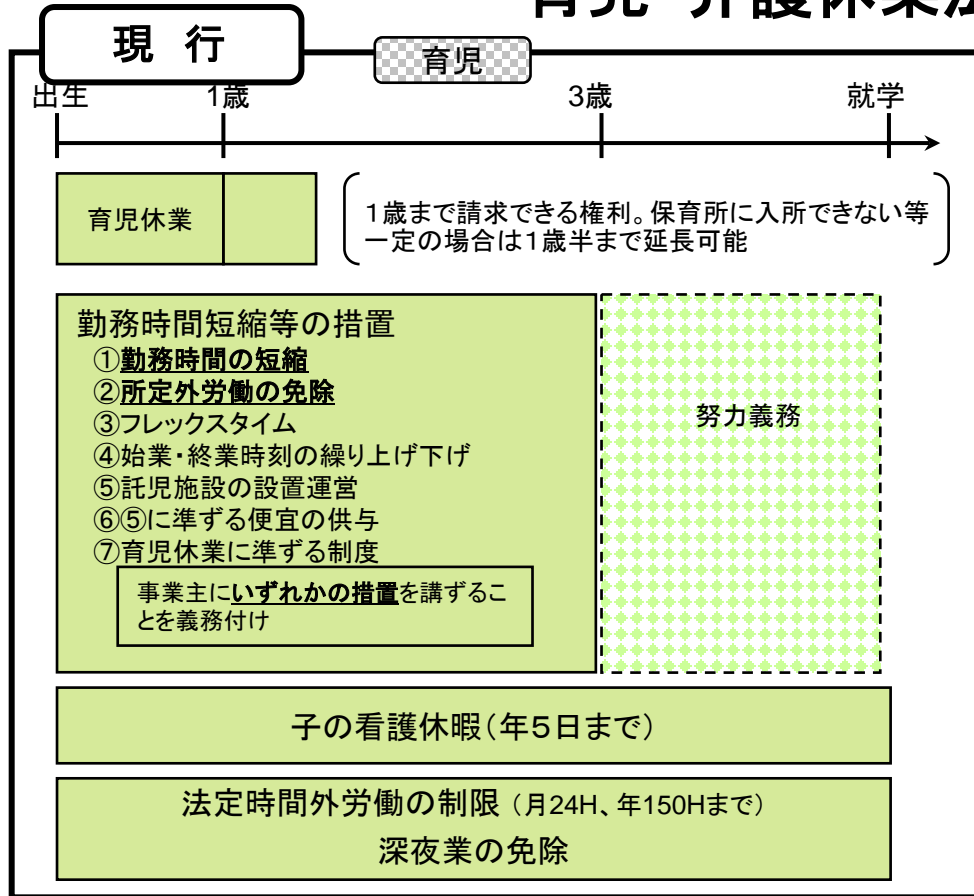 育児・介護休業法
現 行
育児
出生 1歳 3歳 就学
育児休業
1歳まで請求できる権利。保育所に入所できない等
一定の場合は1歳半まで延長可能
勤務時間短縮等の措置
①勤務時間の短縮
②所定外労働の免除
③フレックスタイム
④始業・終業時刻の繰り上げ下げ
⑤託児施設の設置運営
⑥⑤に準ずる便宜の供与
⑦育児休業に準ずる制度
事業主にいずれかの措置を講ずるこ
とを義務付け
努力義務
子の看護休暇(年5日まで)
法定時間外労働の制限(月24H、年150Hまで)
深夜業の免除